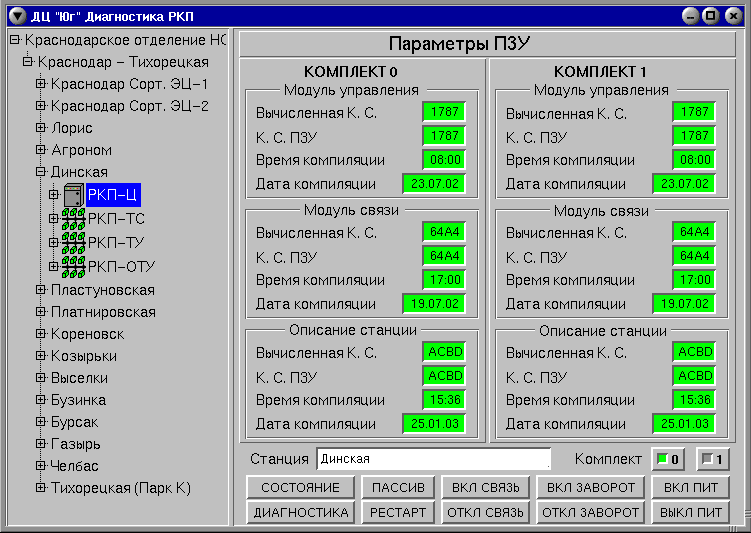 ДЦ "Юг" Диагностика РКП
Краснодарское отделение НО
Краснодар – Тихорецкая
Краснодар Сорт. ЭЦ-1
Краснодар Сорт. ЭЦ-2
Лорис
Агроном
Динская
РКП-Ц
РКП-ТС
РКП-ТУ
РКП-ОТУ
Пластуновская
Платнировская
Кореновск
Козырьки
Выселки
Бузинка
Бурсак
Газырь
Челбас
Тихорецкая (Парк К)
Параметры ПЗУ
КОМПЛЕКТ 0
Модуль управления
Вычисленная К. С. 1787
К. С. ПЗУ 1787
Время компиляции 08:00
Дата компиляции 23.07.02
Модуль связи
Вычисленная К. С. 64A4
К. С. ПЗУ 64A4
Время компиляции 17:00
Дата компиляции 19.07.02
Описание станции
Вычисленная К. С. ACBD
К. С. ПЗУ ACBD
Время компиляции 15:36
Дата компиляции 25.01.03
КОМПЛЕКТ 1
Модуль управления
Вычисленная К. С. 1787
К. С. ПЗУ 1787
Время компиляции 08:00
Дата компиляции 23.07.02
Модуль связи
Вычисленная К. С. 64A4
К. С. ПЗУ 64A4
Время компиляции 17:00
Дата компиляции 19.07.02
Описание станции
Вычисленная К. С. ACBD
К. С. ПЗУ ACBD
Время компиляции 15:36
Дата компиляции 25.01.03
Станция Динская Комплект 0 1
СОСТОЯНИЕ ПАССИВ ВКЛ СВЯЗЬ ВКЛ ЗАВОРОТ ВКЛ ПИТ
ДИАГНОСТИКА РЕСТАРТ ОТКЛ СВЯЗЬ ОТКЛ ЗАВОРОТ ВЫКЛ ПИТ